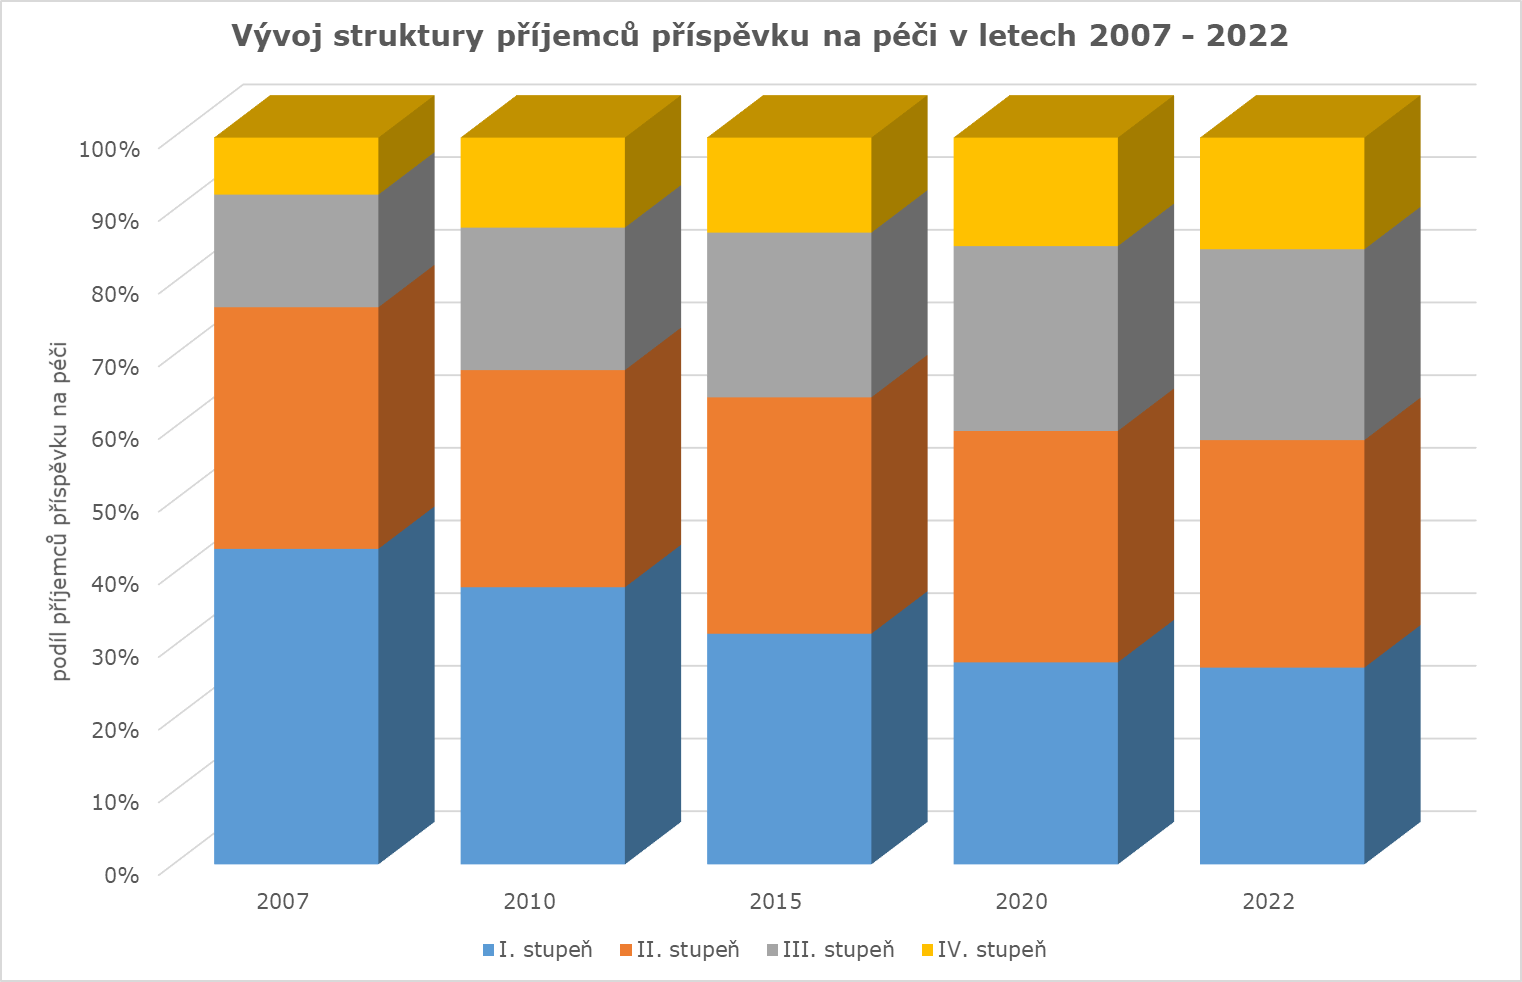 Vývoj struktury příjemců příspěvku na péči v letech 2007 - 2022
podíl příjemců příspěvku na péči
100%
90%
80%
70%
60%
50%
40%
30%
20%
10%
0%
2007 2010 2015 2020 2022
I. stupeň II. stupeň III. stupeň IV. stupeň